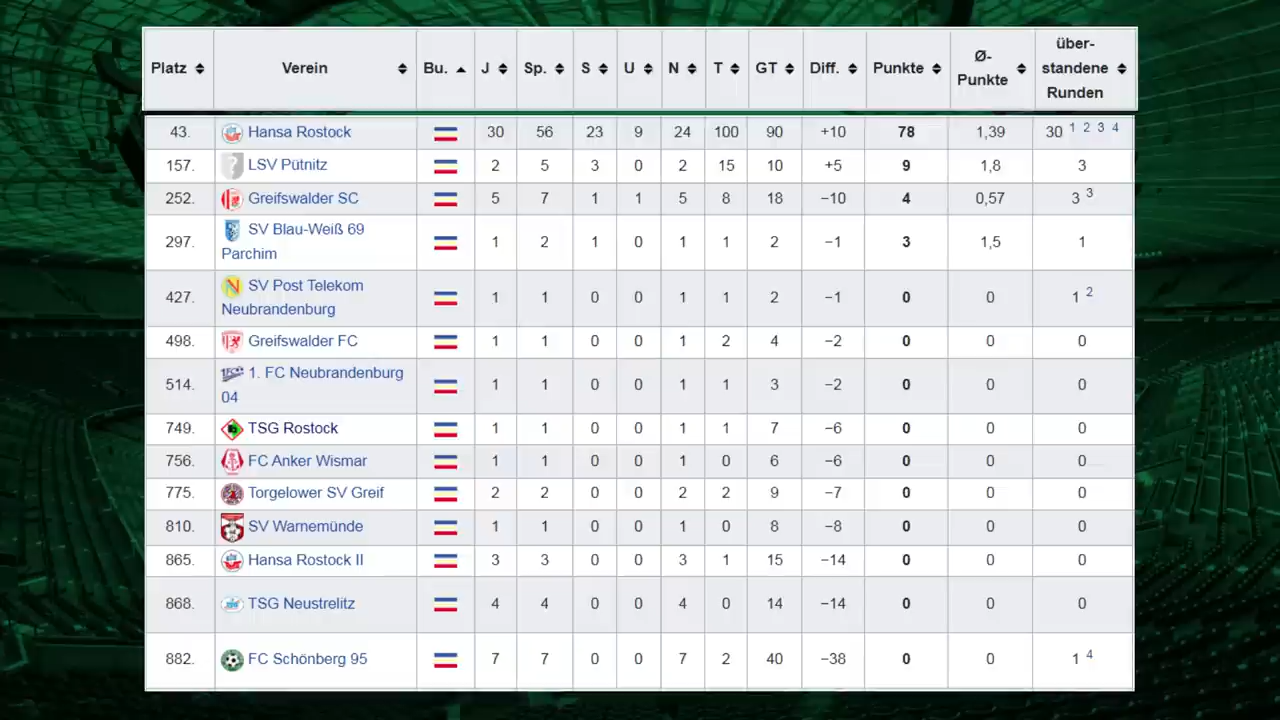 Platz Verein Bu. J Sp. S U N T GT Diff. Punkte Ø-Punkte über-standene Runden
43. Hansa Rostock 30 56 23 9 24 100 90 +10 78 1,39 30 1 2 3 4
157. LSV Pütnitz 2 5 3 0 2 15 10 +5 9 1,8 3
252. Greifswalder SC 5 7 1 1 5 8 18 −10 4 0,57 3 3
297. SV Blau-Weiß 69 Parchim 1 2 1 0 1 1 2 −1 3 1,5 1
427. SV Post Telekom Neubrandenburg 1 1 0 0 1 1 2 −1 0 0 1 2
498. Greifswalder FC 1 1 0 0 1 2 4 −2 0 0 0
514. 1. FC Neubrandenburg 04 1 1 0 0 1 1 3 −2 0 0 0
749. TSG Rostock 1 1 0 0 1 1 7 −6 0 0 0
756. FC Anker Wismar 1 1 0 0 1 0 6 −6 0 0 0
775. Torgelower SV Greif 2 2 0 0 2 2 9 −7 0 0 0
810. SV Warnemünde 1 1 0 0 1 0 8 −8 0 0 0
865. Hansa Rostock II 3 3 0 0 3 1 15 −14 0 0 0
868. TSG Neustrelitz 4 4 0 0 4 0 14 −14 0 0 0
882. FC Schönberg 95 7 7 0 0 7 2 40 −38 0 0 1 4